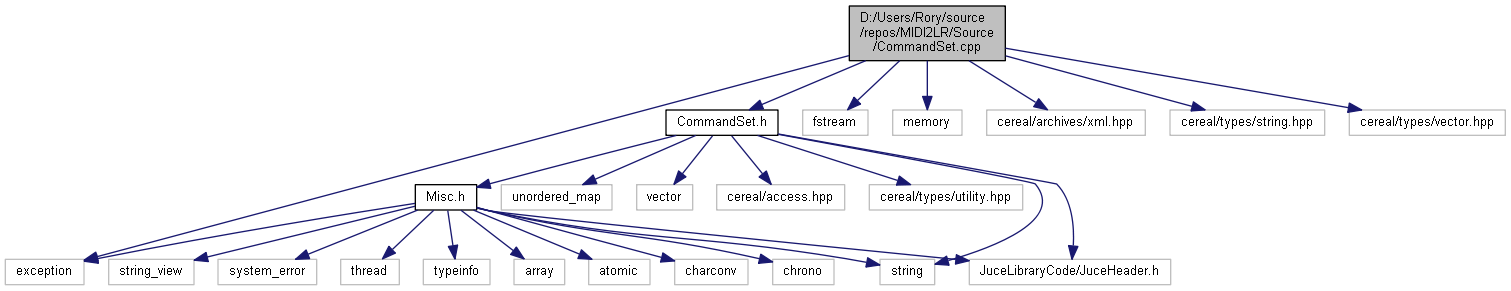 D:/Users/Rory/source
/repos/MIDI2LR/Source
/CommandSet.cpp
CommandSet.h
fstream
memory
cereal/archives/xml.hpp
cereal/types/string.hpp
cereal/types/vector.hpp
Misc.h
unordered_map
vector
cereal/access.hpp
cereal/types/utility.hpp
exception
string_view
system_error
thread
typeinfo
array
atomic
charconv
chrono
string
JuceLibraryCode/JuceHeader.h